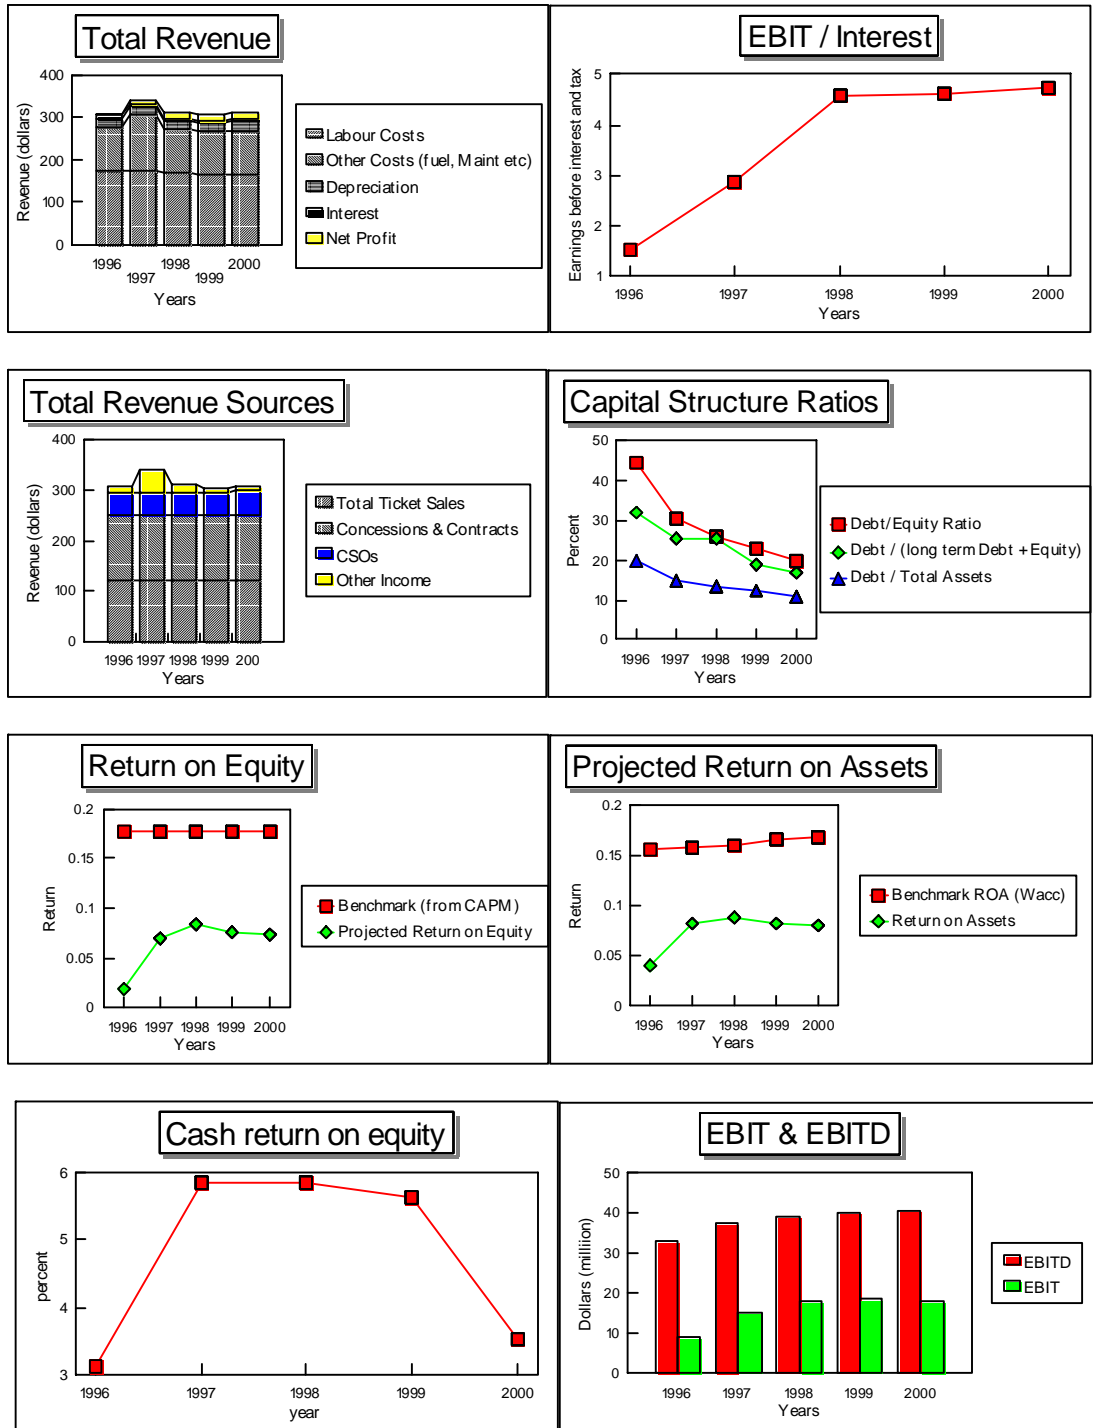 Total Revenue
400
300
200
100
0
Revenue (dollars)
1996 1998 2000
1997 1999
Years
Labour Costs
Other Costs (fuel, Maint etc)
Depreciation
Interest
Net Profit
EBIT / Interest
5
4
3
2
1
Earnings before interest and tax
1996 1997 1998 1999 2000
Years
Total Revenue Sources
400
300
200
100
0
Revenue (dollars)
1996 1997 1998 1999 200
Years
Total Ticket Sales
Concessions & Contracts
CSOs
Other Income
Capital Structure Ratios
50
40
30
20
10
0
Percent
1996 1997 1998 1999 2000
Years
Debt/Equity Ratio
Debt / (long term Debt + Equity)
Debt / Total Assets
Return on Equity
0.2
0.15
0.1
0.05
0
Return
1996 1997 1998 1999 2000
Years
Benchmark (from CAPM)
Projected Return on Equity
Projected Return on Assets
0.2
0.15
0.1
0.05
0
Return
1996 1997 1998 1999 2000
Years
Benchmark ROA (Wacc)
Return on Assets
Cash return on equity
6
5
4
3
percent
1996 1997 1998 1999 2000
year
EBIT & EBITD
50
40
30
20
10
0
Dollars (milliion)
1996 1997 1998 1999 2000
Years
EBITD
EBIT